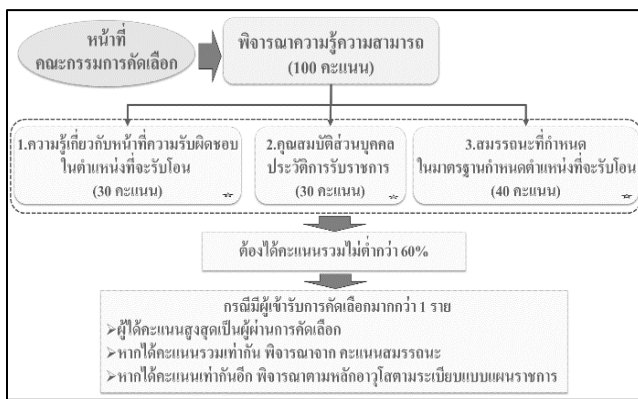 หน้าที่
คณะกรรมการคัดเลือก
พิจารณาความรู้ความสามารถ
(100 คะแนน)
1.ความรู้เกี่ยวกับหน้าที่ความรับผิดชอบ
ในตำแหน่งที่จะรับโอน
(30 คะแนน)
2.คุณสมบัติส่วนบุคคล
ประวัติการรับราชการ
(30 คะแนน)
3.สมรรถนะที่กำหนด
ในมาตรฐานกำหนดตำแหน่งที่จะรับโอน
(40 คะแนน)
ต้องได้คะแนนรวมไม่ต่ำกว่า 60%
กรณีมีผู้เข้ารับการคัดเลือกมากกว่า 1 ราย
➢ผู้ได้คะแนนสูงสุดเป็นผู้ผ่านการคัดเลือก
➢หากได้คะแนนรวมเท่ากัน พิจารณาจาก คะแนนสมรรถนะ
➢หากได้คะแนนเท่ากันอีก พิจารณาตามหลักอาวุโสตามระเบียบแบบแผนราชการ